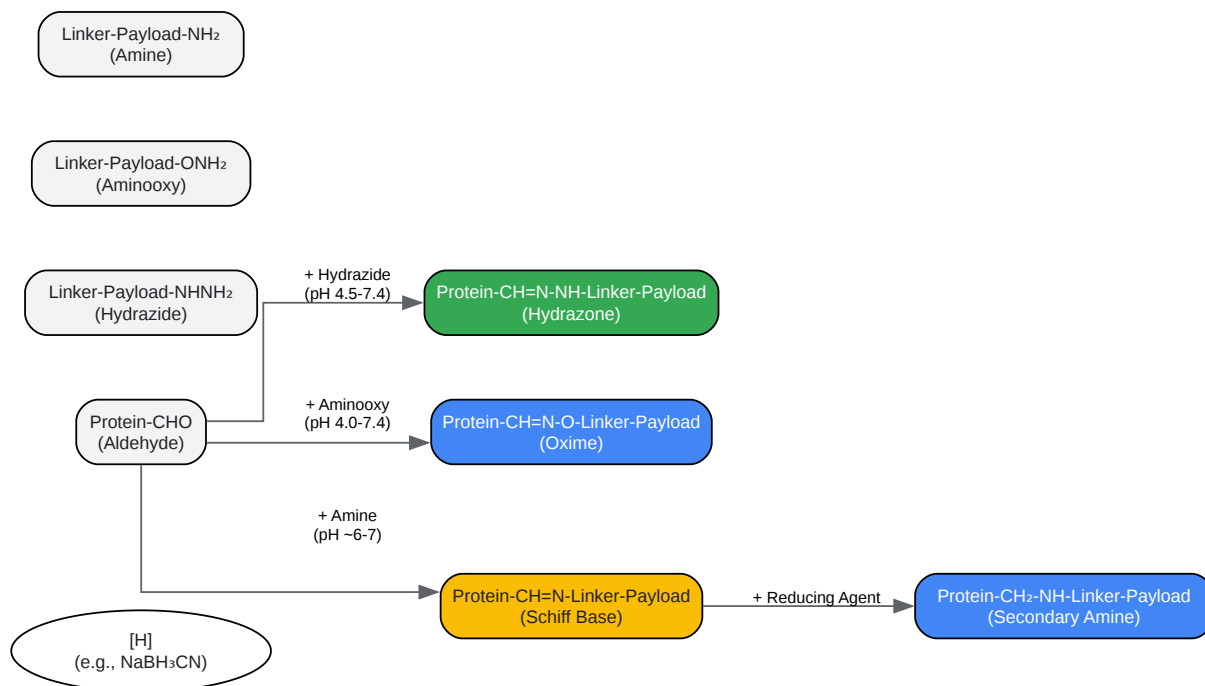 Linker-Payload-NH₂
(Amine)
Linker-Payload-ONH₂
(Aminooxy)
Linker-Payload-NHNH₂
(Hydrazide)
+ Hydrazide
(pH 4.5-7.4)
Protein-CH=N-NH-Linker-Payload
(Hydrazone)
Protein-CHO
(Aldehyde)
+ Aminooxy
(pH 4.0-7.4)
Protein-CH=N-O-Linker-Payload
(Oxime)
+ Amine
(pH ~6-7)
Protein-CH=N-Linker-Payload
(Schiff Base)
+ Reducing Agent
Protein-CH₂-NH-Linker-Payload
(Secondary Amine)
[H]
(e.g., NaBH₃CN)